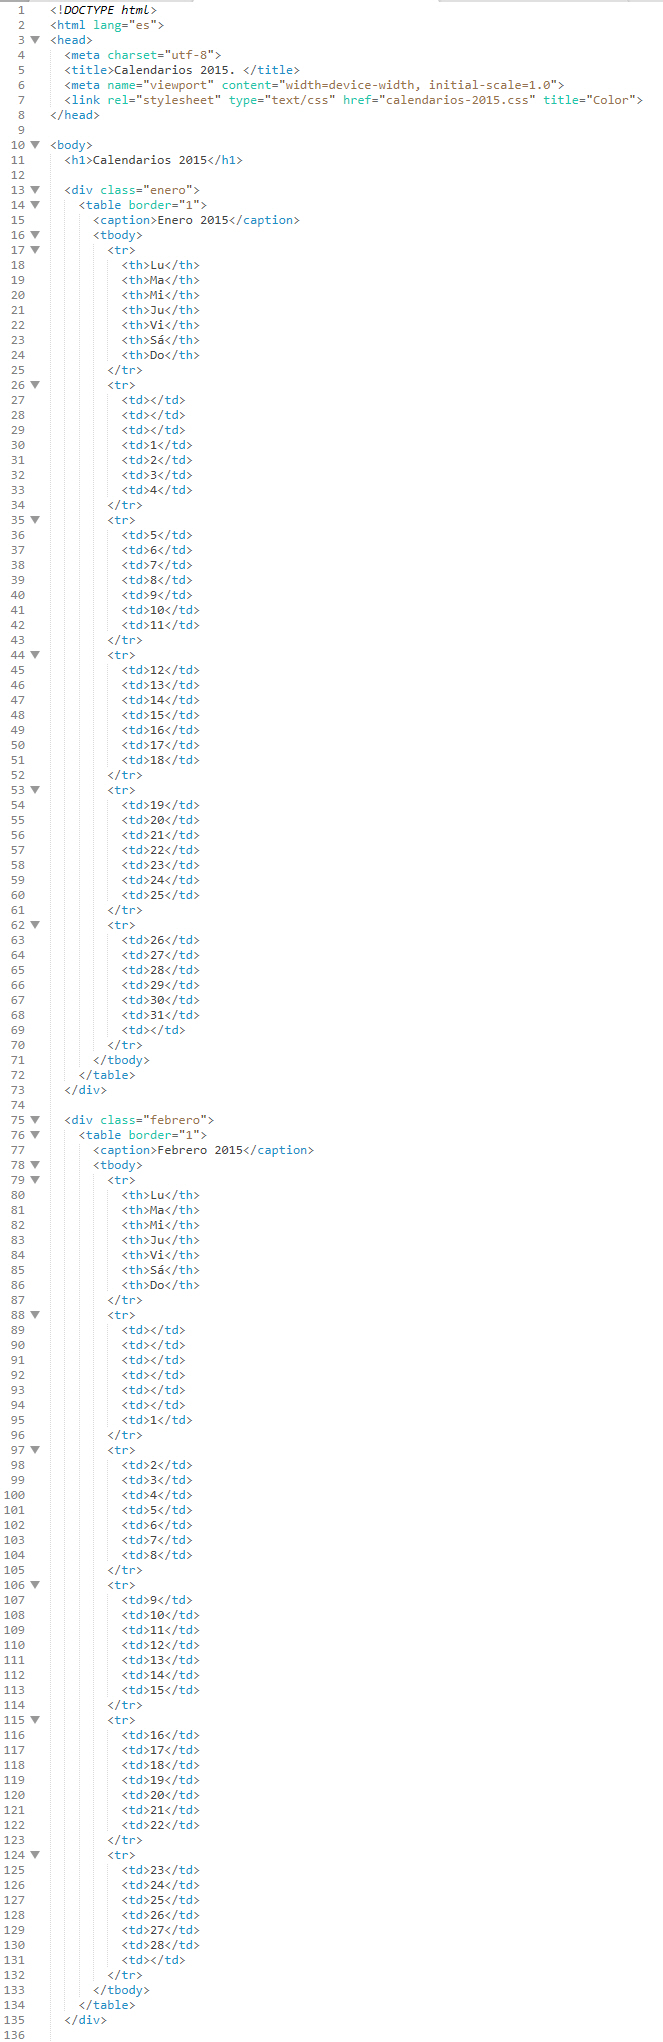 1 <!DOCTYPE html>
2 <html lang="es">
3 <head>
4 <meta charset="utf-8">
5 <title>Calendarios 2015. </title>
6 <meta name="viewport" content="width=device-width, initial-scale=1.0">
7 <link rel="stylesheet" type="text/css" href="calendarios-2015.css" title="Color">
8 </head>
9
10 <body>
11 <h1>Calendarios 2015</h1>
12
13 <div class="enero">
14 <table border="1">
15 <caption>Enero 2015</caption>
16 <tbody>
17 <tr>
18 <th>Lu</th>
19 <th>Ma</th>
20 <th>Mi</th>
21 <th>Ju</th>
22 <th>Vi</th>
23 <th>Sá</th>
24 <th>Do</th>
25 </tr>
26 <tr>
27 <td></td>
28 <td></td>
29 <td></td>
30 <td>1</td>
31 <td>2</td>
32 <td>3</td>
33 <td>4</td>
34 </tr>
35 <tr>
36 <td>5</td>
37 <td>6</td>
38 <td>7</td>
39 <td>8</td>
40 <td>9</td>
41 <td>10</td>
42 <td>11</td>
43 </tr>
44 <tr>
45 <td>12</td>
46 <td>13</td>
47 <td>14</td>
48 <td>15</td>
49 <td>16</td>
50 <td>17</td>
51 <td>18</td>
52 </tr>
53 <tr>
54 <td>19</td>
55 <td>20</td>
56 <td>21</td>
57 <td>22</td>
58 <td>23</td>
59 <td>24</td>
60 <td>25</td>
61 </tr>
62 <tr>
63 <td>26</td>
64 <td>27</td>
65 <td>28</td>
66 <td>29</td>
67 <td>30</td>
68 <td>31</td>
69 <td></td>
70 </tr>
71 </tbody>
72 </table>
73 </div>
74
75 <div class="febrero">
76 <table border="1">
77 <caption>Febrero 2015</caption>
78 <tbody>
79 <tr>
80 <th>Lu</th>
81 <th>Ma</th>
82 <th>Mi</th>
83 <th>Ju</th>
84 <th>Vi</th>
85 <th>Sá</th>
86 <th>Do</th>
87 </tr>
88 <tr>
89 <td></td>
90 <td></td>
91 <td></td>
92 <td></td>
93 <td></td>
94 <td></td>
95 <td>1</td>
96 </tr>
97 <tr>
98 <td>2</td>
99 <td>3</td>
100 <td>4</td>
101 <td>5</td>
102 <td>6</td>
103 <td>7</td>
104 <td>8</td>
105 </tr>
106 <tr>
107 <td>9</td>
108 <td>10</td>
109 <td>11</td>
110 <td>12</td>
111 <td>13</td>
112 <td>14</td>
113 <td>15</td>
114 </tr>
115 <tr>
116 <td>16</td>
117 <td>17</td>
118 <td>18</td>
119 <td>19</td>
120 <td>20</td>
121 <td>21</td>
122 <td>22</td>
123 </tr>
124 <tr>
125 <td>23</td>
126 <td>24</td>
127 <td>25</td>
128 <td>26</td>
129 <td>27</td>
130 <td>28</td>
131 <td></td>
132 </tr>
133 </tbody>
134 </table>
135 </div>
136